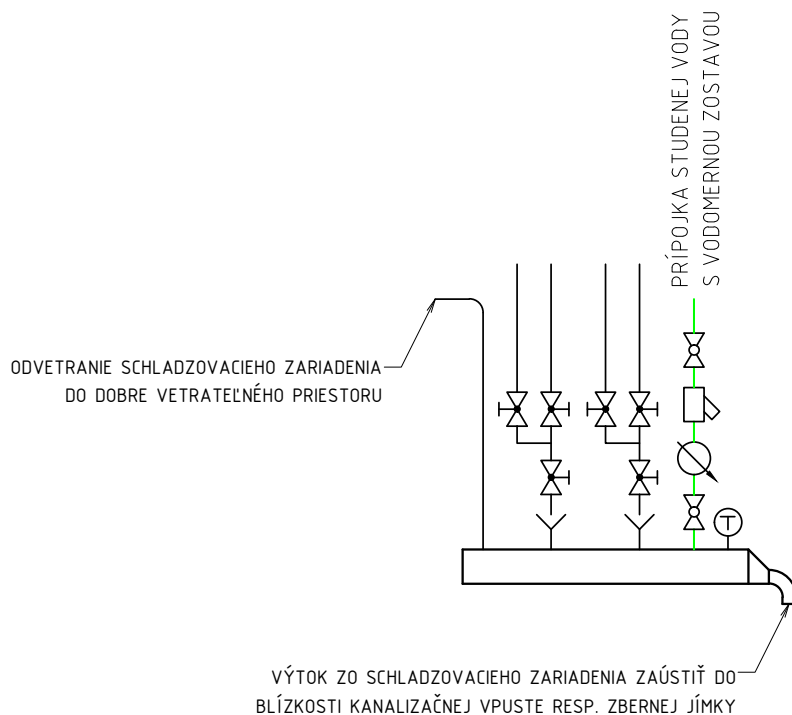 PRÍPOJKA STUDENEJ VODY
S VODOMERNOU ZOSTAVOU
ODVETRANIE SCHLADZOVACIEHO ZARIADENIA
DO DOBRE VETRATEĽNÉHO PRIESTORU
T
VÝTOK ZO SCHLADZOVACIEHO ZARIADENIA ZAÚSTIŤ DO
BLÍZKOSTI KANALIZAČNEJ VPUSTE RESP. ZBERNEJ JÍMKY